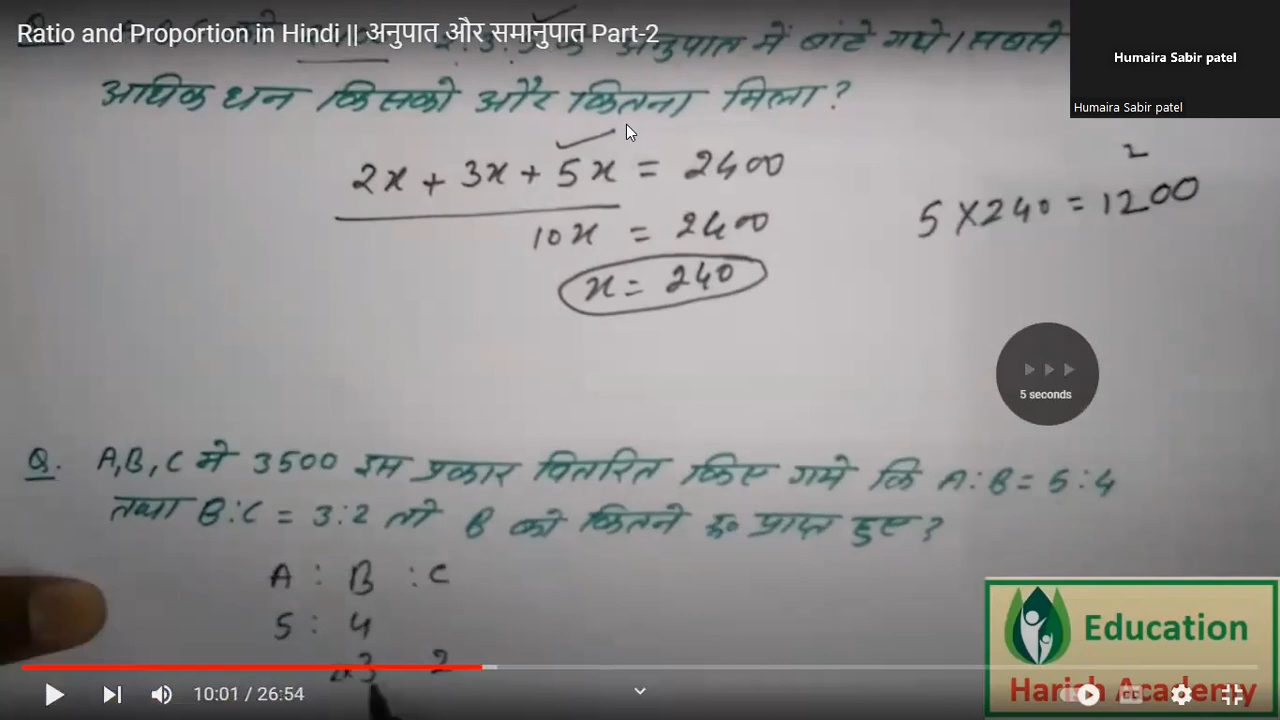 Ratio and Proportion in Hindi || अनुपात और समानुपात Part-2
अनुपात में बांटे गये। सबसे
अधिक धन किसको और कितना मिला?
2x + 3x + 5x = 2400
10x = 2400
x = 240
2
5 X 240 = 1200
Humaira Sabir patel
Humaira Sabir patel
5 seconds
Q. A, B, C मे 3500 इस प्रकार वितरित किए गये कि A : B = 5 : 4
तथा B : C = 3 : 2 तो B को कितने रू० प्राप्त हुए?
A : B : C
5 : 4
3 2
10:01 / 26:54
Education
Harish Academy